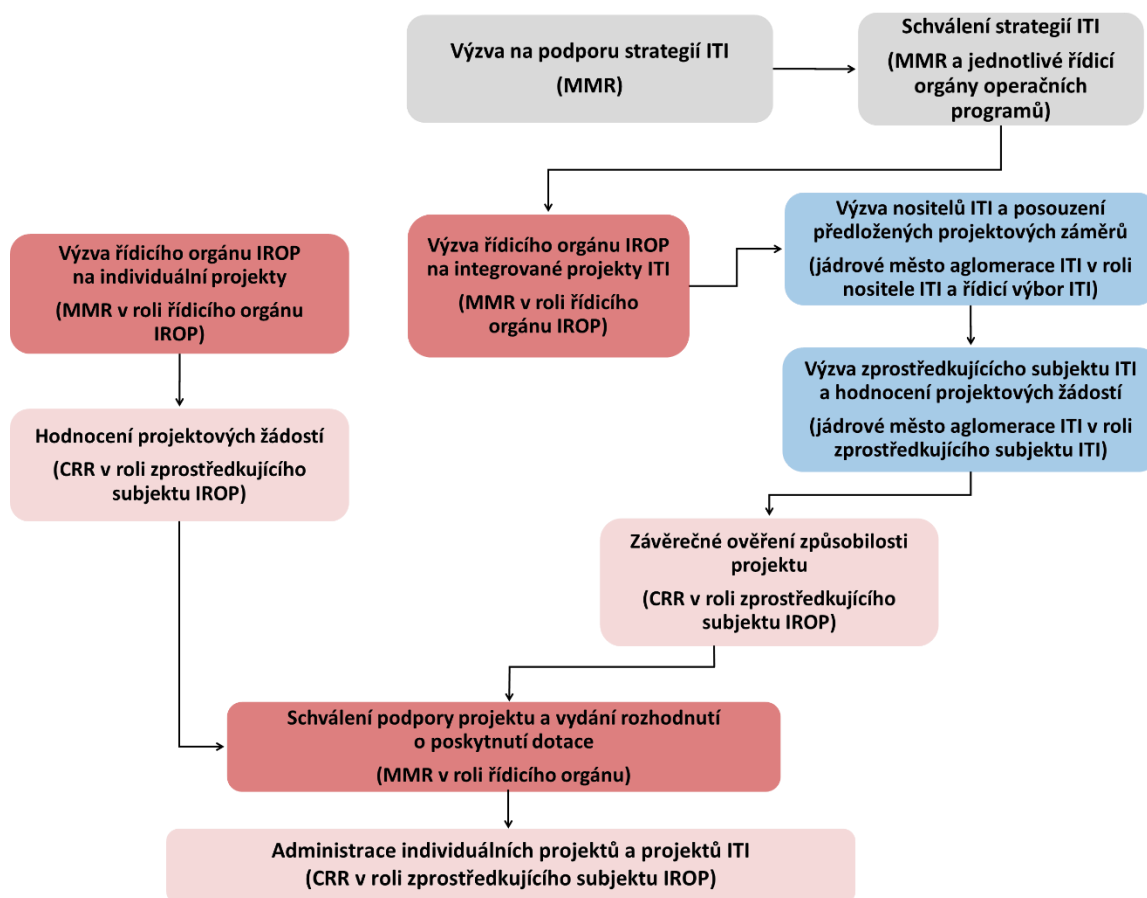 Výzva na podporu strategií ITI
(MMR)
Schválení strategií ITI
(MMR a jednotlivé řídicí
orgány operačních
programů)
Výzva řídicího orgánu IROP
na individuální projekty
(MMR v roli řídicího orgánu
IROP)
Výzva řídicího orgánu IROP
na integrované projekty ITI
(MMR v roli řídicího
orgánu IROP)
Výzva nositelů ITI a posouzení
předložených projektových
záměrů
(jádrové město aglomerace ITI v roli
nositele ITI a řídicí výbor ITI)
Výzva zprostředkujícícho subjektu ITI
a hodnocení projektových žádostí
(jádrové město aglomerace ITI v roli
zprostředkujícího subjektu ITI)
Hodnocení projektových žádostí
(CRR v roli zprostředkujícího
subjektu IROP)
Závěrečné ověření způsobilosti
projektu
(CRR v roli zprostředkujícího
subjektu IROP)
Schválení podpory projektu a vydání rozhodnutí
o poskytnutí dotace
(MMR v roli řídicího orgánu)
Administrace individuálních projektů a projektů ITI
(CRR v roli zprostředkujícího subjektu IROP)